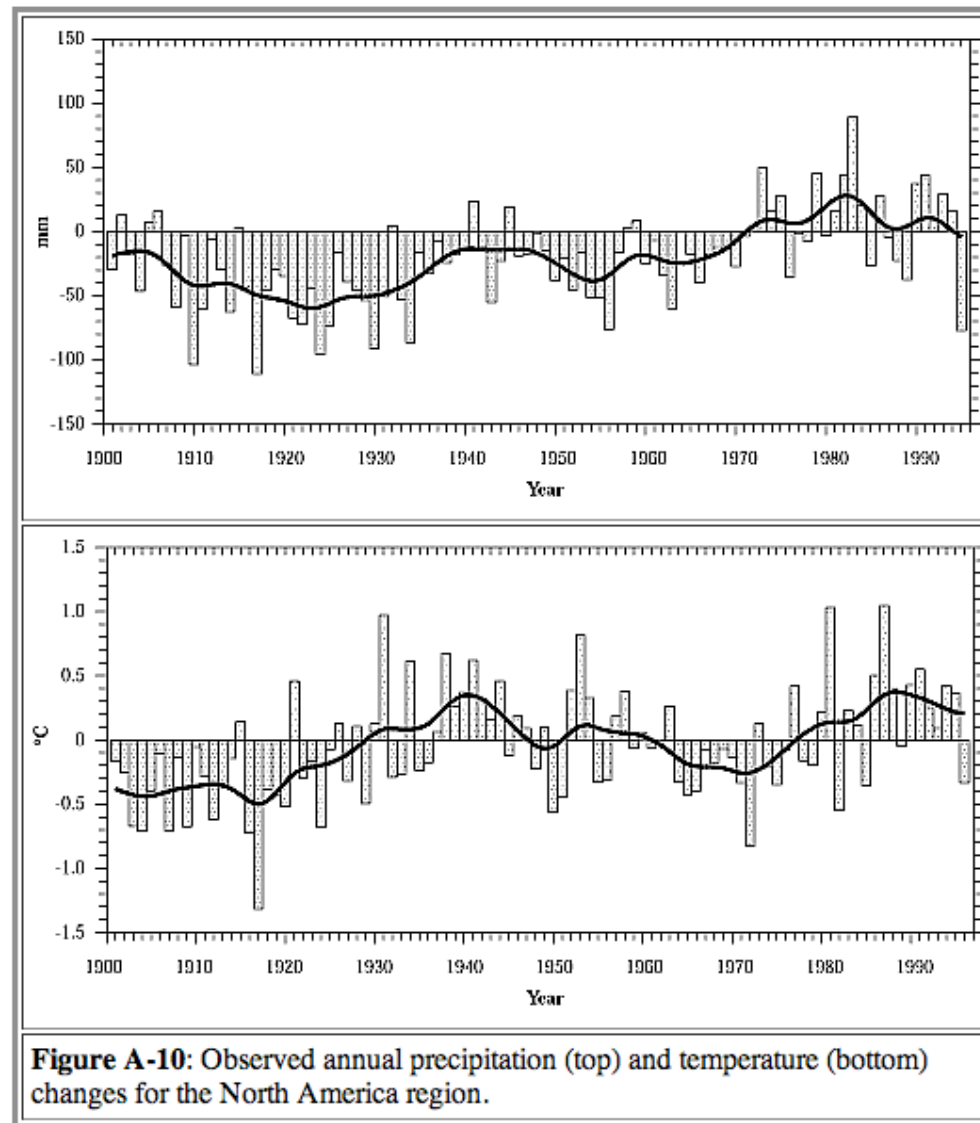 150
100
50
0
-50
-100
-150
mm
1900 1910 1920 1930 1940 1950 1960 1970 1980 1990
Year
1.5
1.0
0.5
0
-0.5
-1.0
-1.5
°C
1900 1910 1920 1930 1940 1950 1960 1970 1980 1990
Year
Figure A-10: Observed annual precipitation (top) and temperature (bottom)
changes for the North America region.